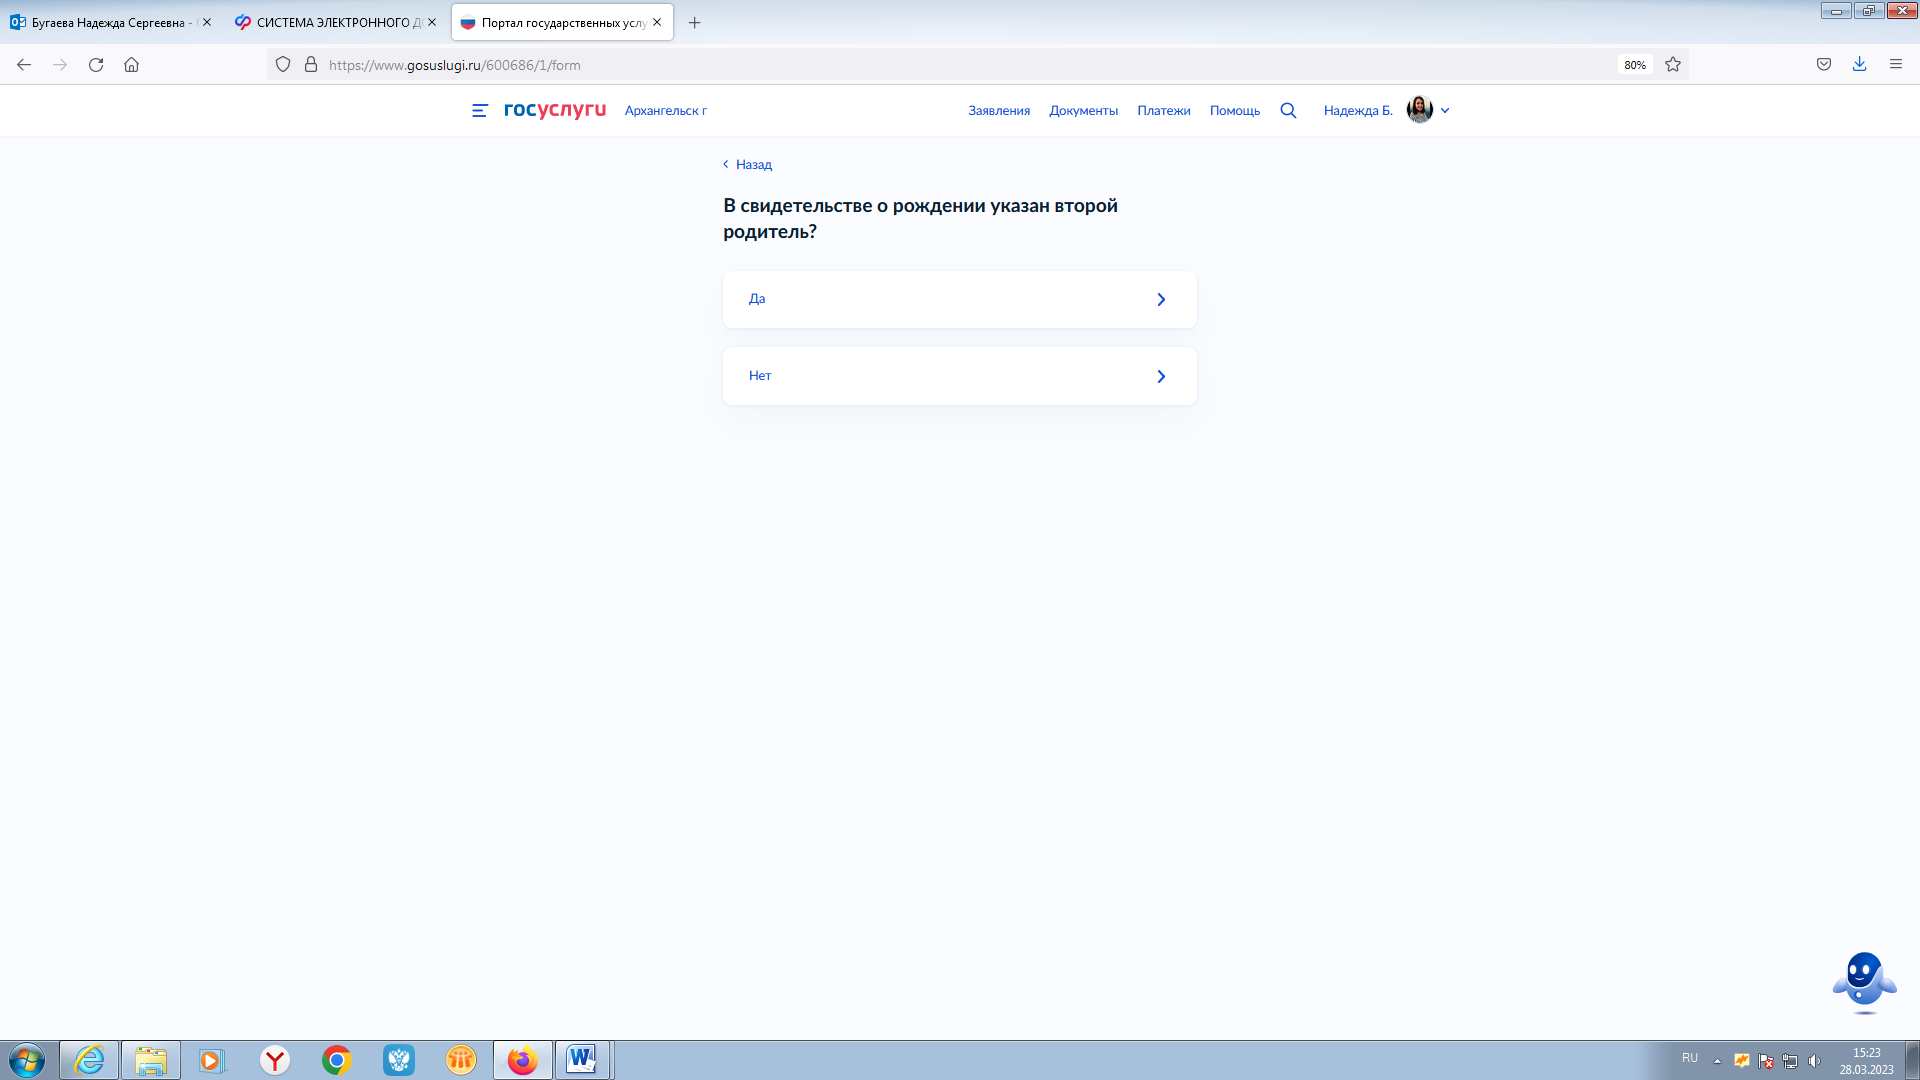 Бугаева Надежда Сергеевна -
СИСТЕМА ЭЛЕКТРОННОГО
Портал государственных услу
https://www.gosuslugi.ru/600686/1/form
80%
госуслуги
Архангельск г
Заявления
Документы
Платежи
Помощь
Надежда Б.
Назад
В свидетельстве о рождении указан второй
родитель?
Да
Нет
RU
15:23
28.03.2023